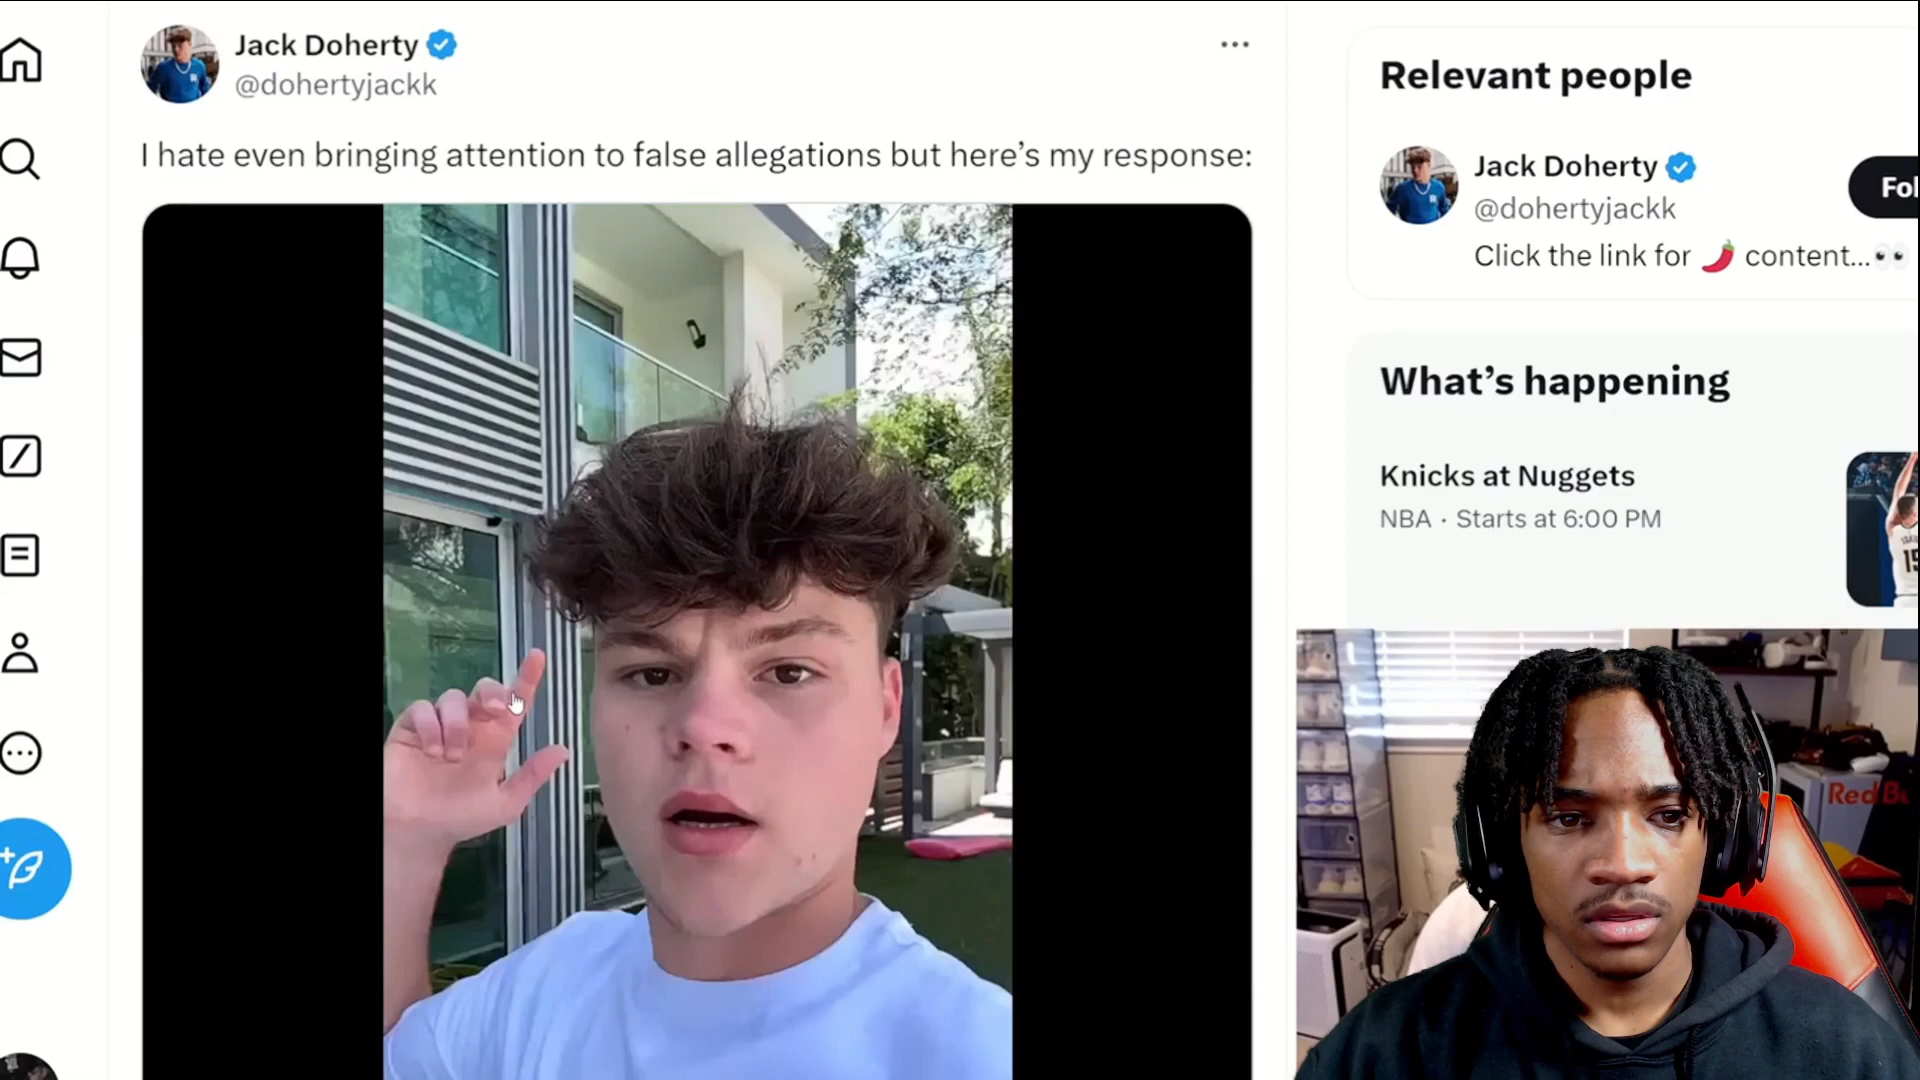 Jack Doherty
@dohertyjackk
I hate even bringing attention to false allegations but here’s my response:
Relevant people
Jack Doherty
@dohertyjackk
Click the link for 🌶️ content...👀
What’s happening
Knicks at Nuggets
NBA · Starts at 6:00 PM